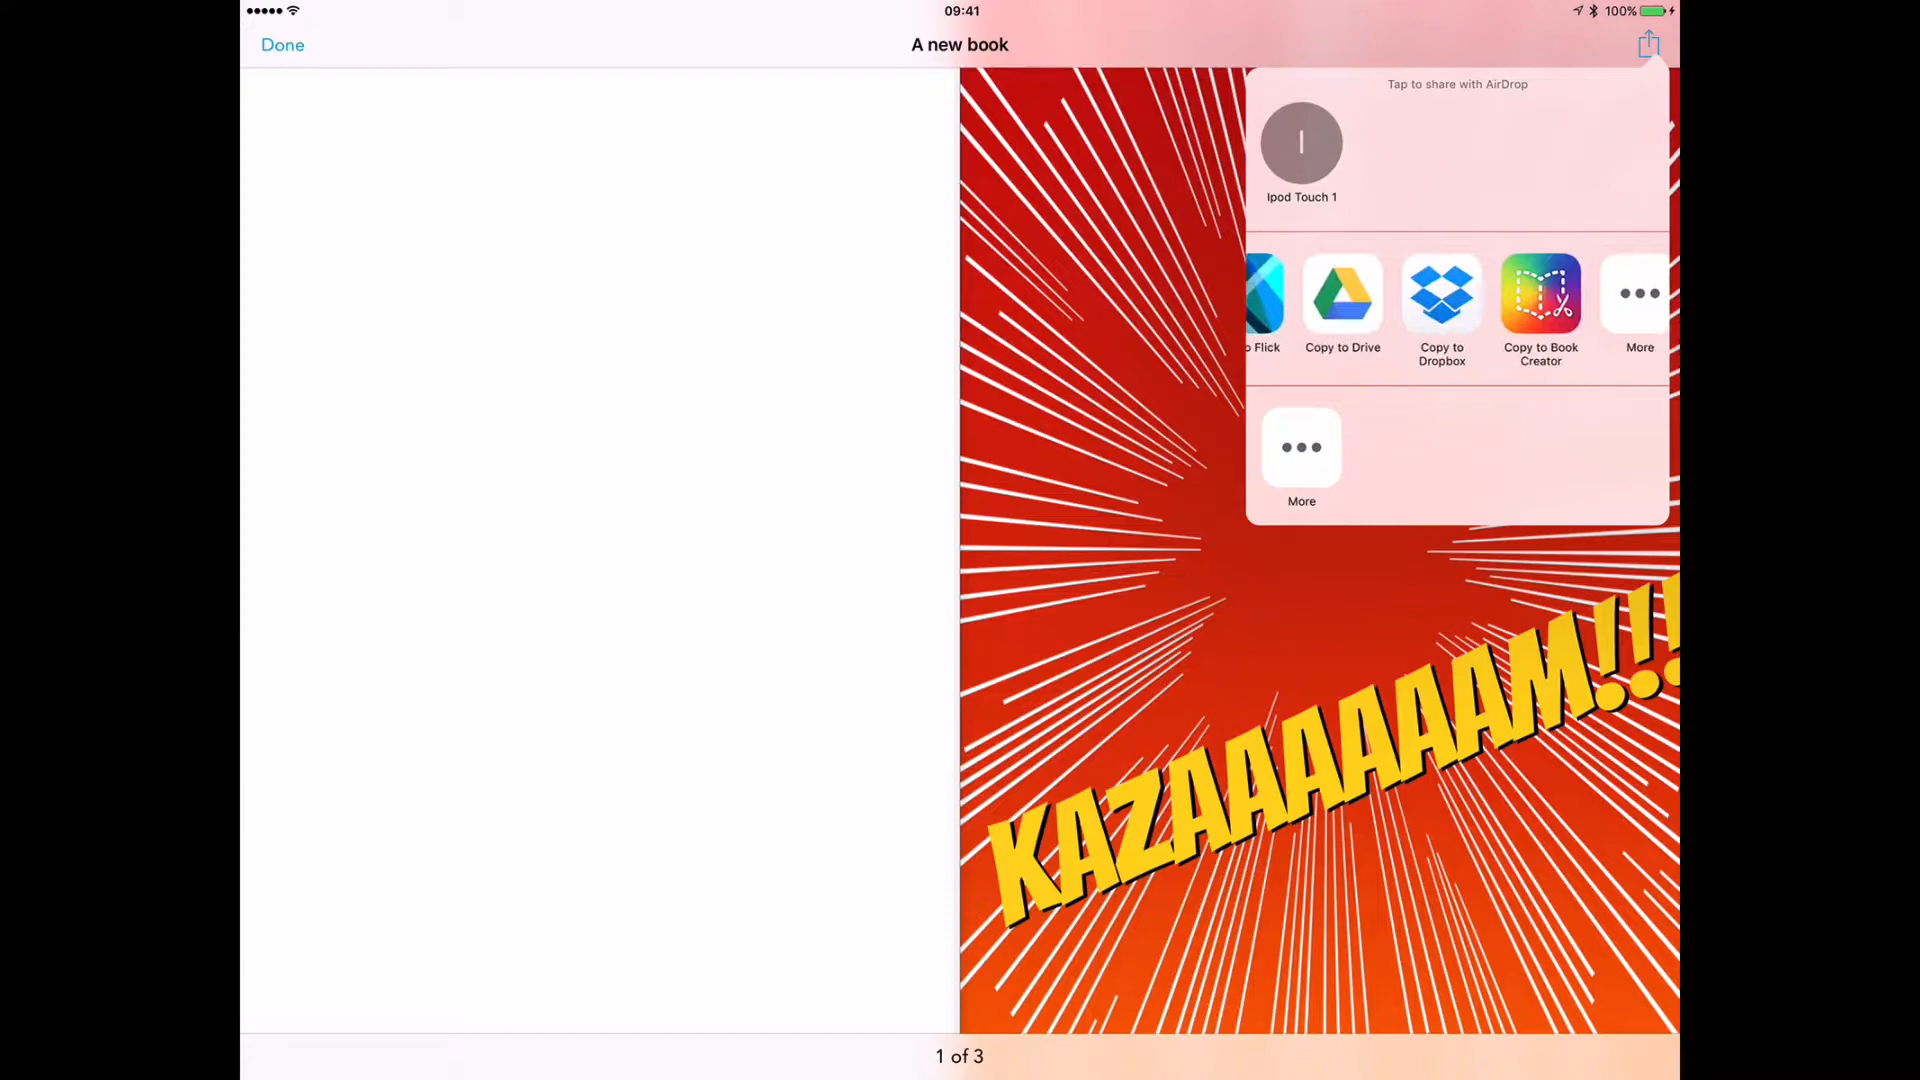 09:41
100%
Done
A new book
Tap to share with AirDrop
I
Ipod Touch 1
o Flick
Copy to Drive
Copy to
Dropbox
Copy to Book
Creator
More
More
KAZAAAAAAM!!!
1 of 3